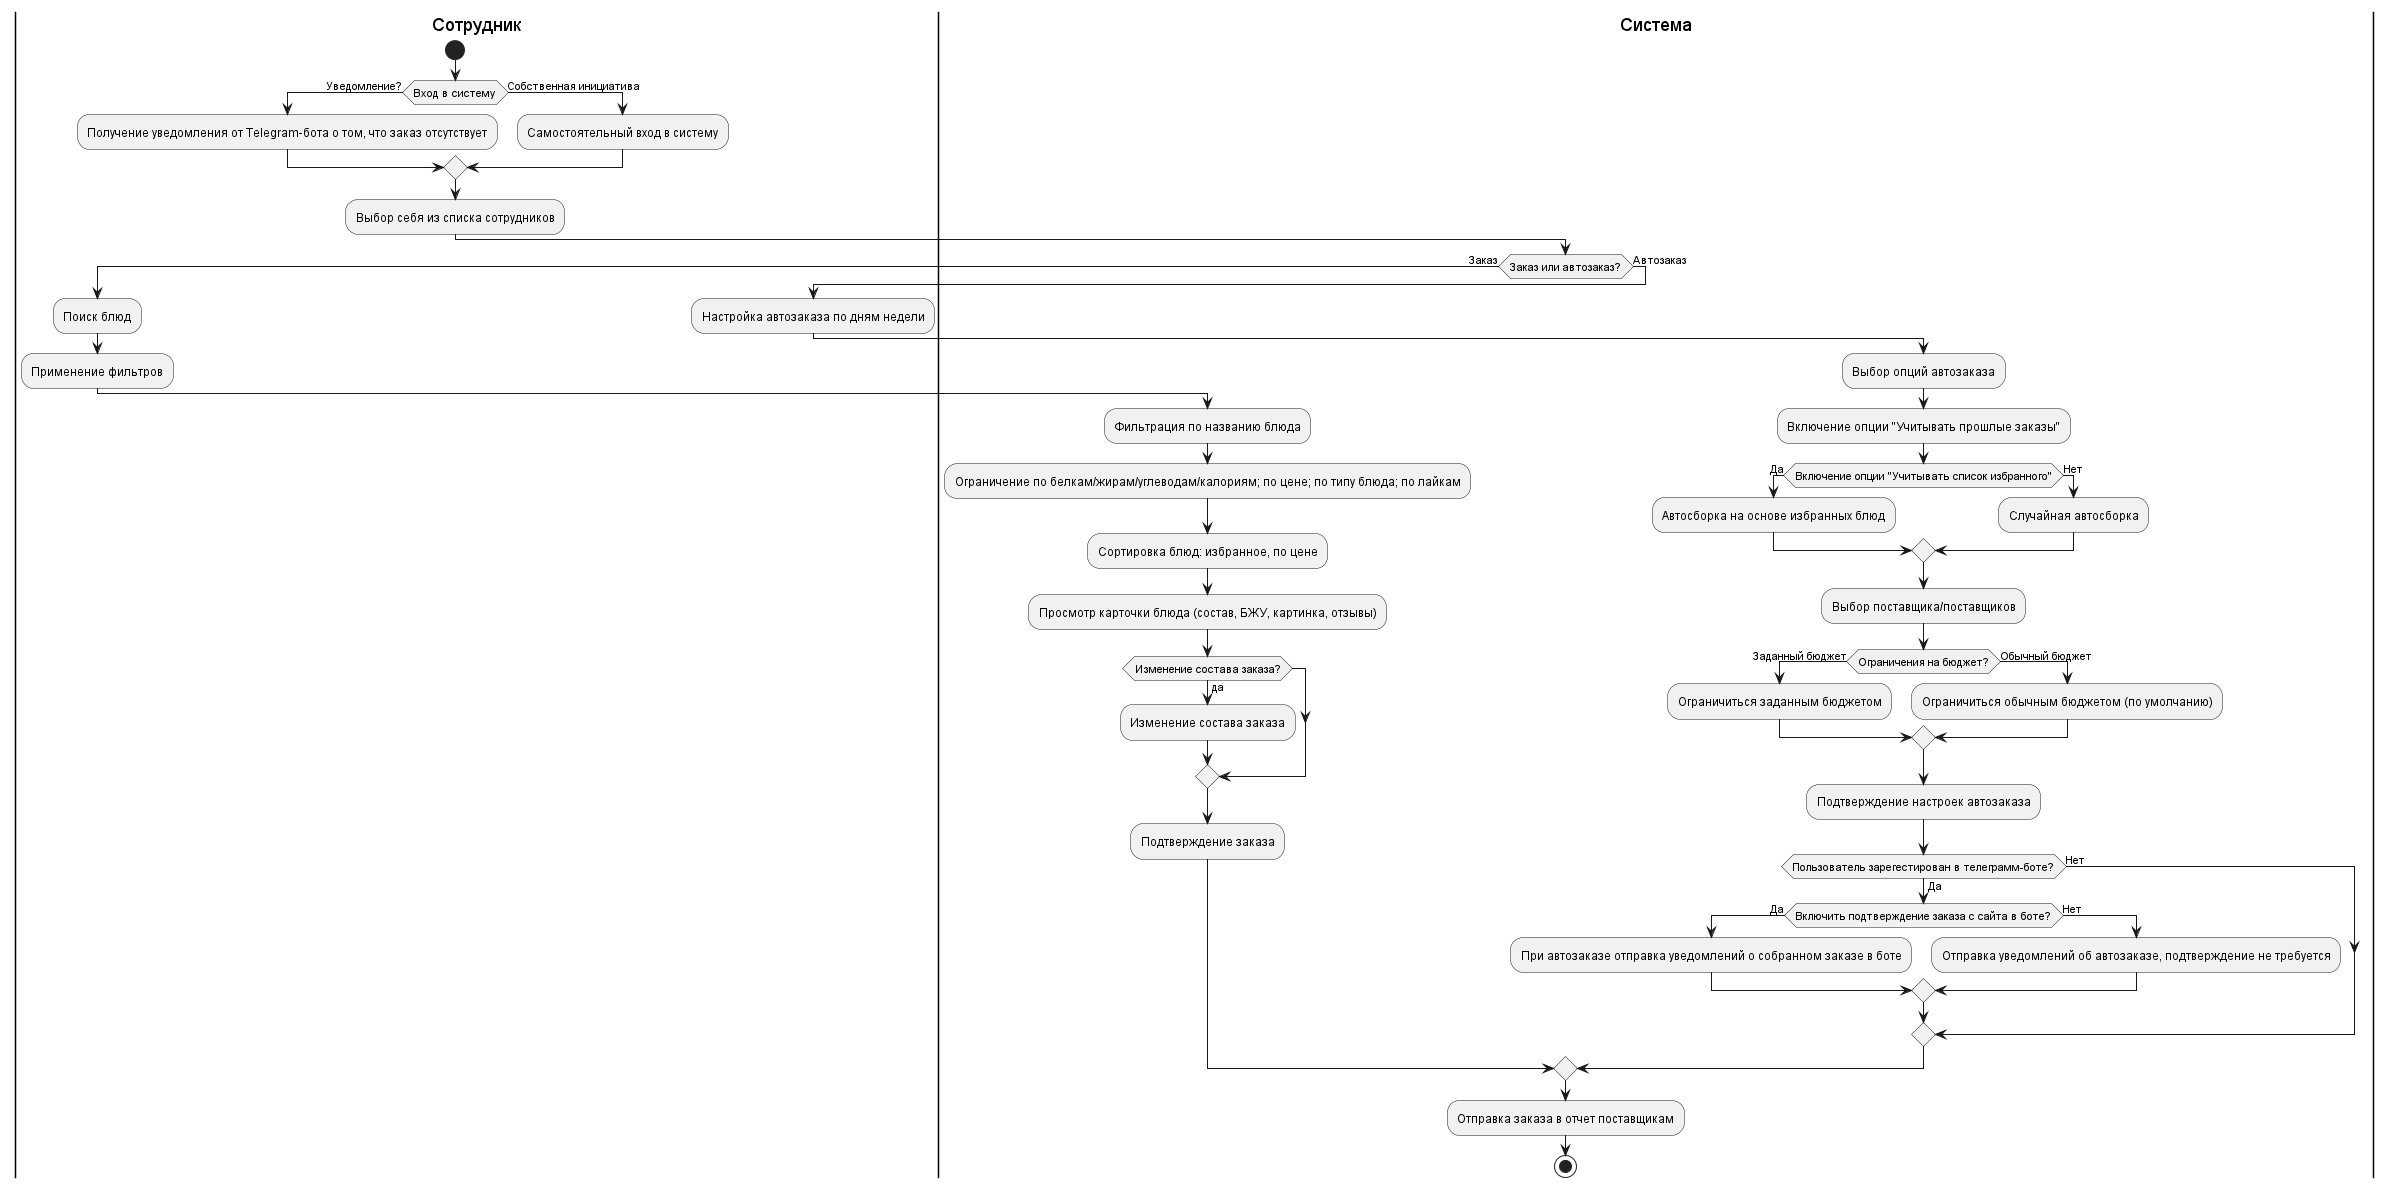 Сотрудник
Система
Уведомление?
Вход в систему
Собственная инициатива
Получение уведомления от Telegram-бота о том, что заказ отсутствует
Самостоятельный вход в систему
Выбор себя из списка сотрудников
Заказ
Заказ или автозаказ?
Автозаказ
Поиск блюд
Настройка автозаказа по дням недели
Применение фильтров
Выбор опций автозаказа
Фильтрация по названию блюда
Включение опции "Учитывать прошлые заказы"
Ограничение по белкам/жирам/углеводам/калориям; по цене; по типу блюда; по лайкам
Да
Включение опции "Учитывать список избранного"
Нет
Автосборка на основе избранных блюд
Случайная автосборка
Сортировка блюд: избранное, по цене
Просмотр карточки блюда (состав, БЖУ, картинка, отзывы)
Выбор поставщика/поставщиков
Изменение состава заказа?
да
Изменение состава заказа
Заданный бюджет
Ограничения на бюджет?
Обычный бюджет
Ограничиться заданным бюджетом
Ограничиться обычным бюджетом (по умолчанию)
Подтверждение настроек автозаказа
Подтверждение заказа
Пользователь зарегестирован в телеграмм-боте?
Нет
Да
Да
Включить подтверждение заказа с сайта в боте?
Нет
При автозаказе отправка уведомлений о собранном заказе в боте
Отправка уведомлений об автозаказе, подтверждение не требуется
Отправка заказа в отчет поставщикам